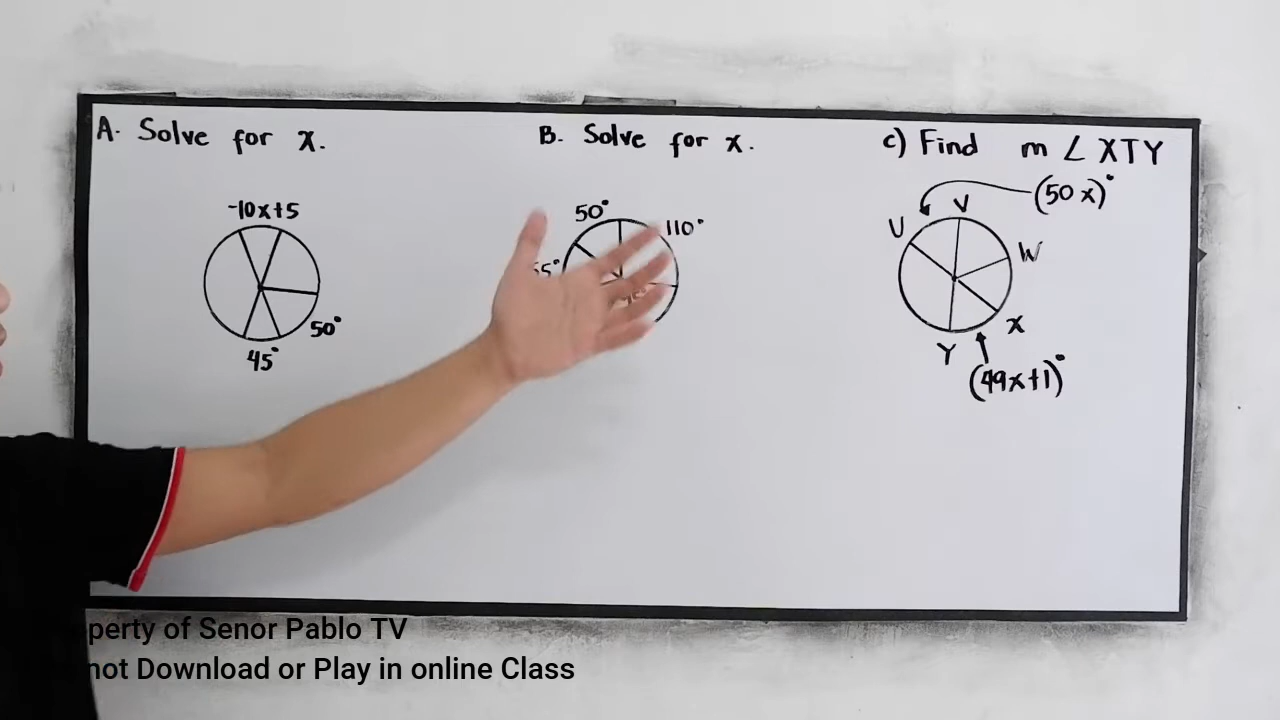 A. Solve for x.
-10x+5
50°
45°
B. Solve for x.
50°
110°
c) Find m ∠ XTY
(50x)°
U
V
W
X
Y
(49x+1)°
not Download or Play in online Class
of Senor Pablo TV